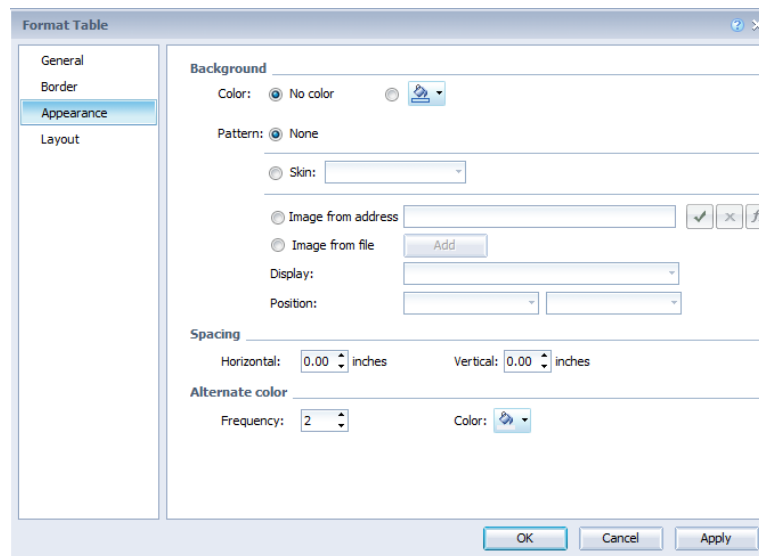 Format Table
General
Border
Appearance
Layout
Background
Color: No color
Pattern: None
Skin:
Image from address
Image from file Add
Display:
Position:
Spacing
Horizontal: 0.00 inches Vertical: 0.00 inches
Alternate color
Frequency: 2 Color:
OK Cancel Apply